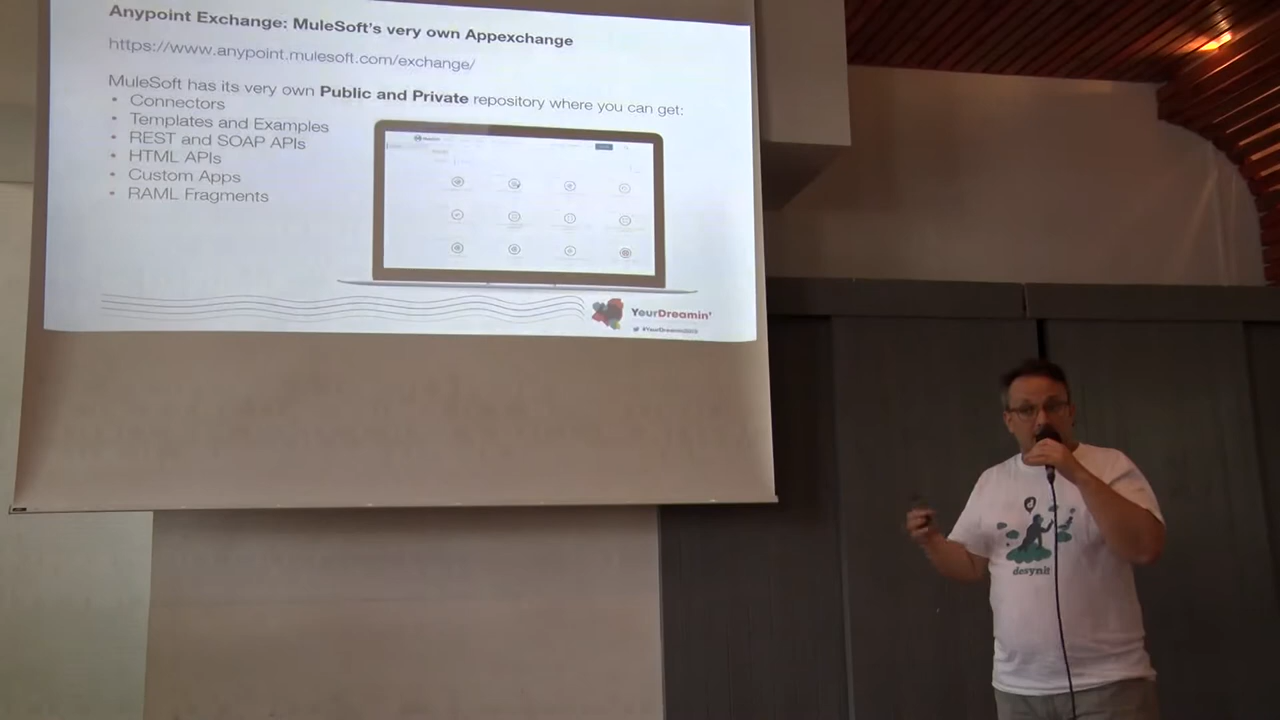 Anypoint Exchange: MuleSoft's very own Appexchange
https://www.anypoint.mulesoft.com/exchange/
MuleSoft has its very own Public and Private repository where you can get:
• Connectors
• Templates and Examples
• REST and SOAP APIs
• HTML APIs
• Custom Apps
• RAML Fragments
YourDreamin'
desynit